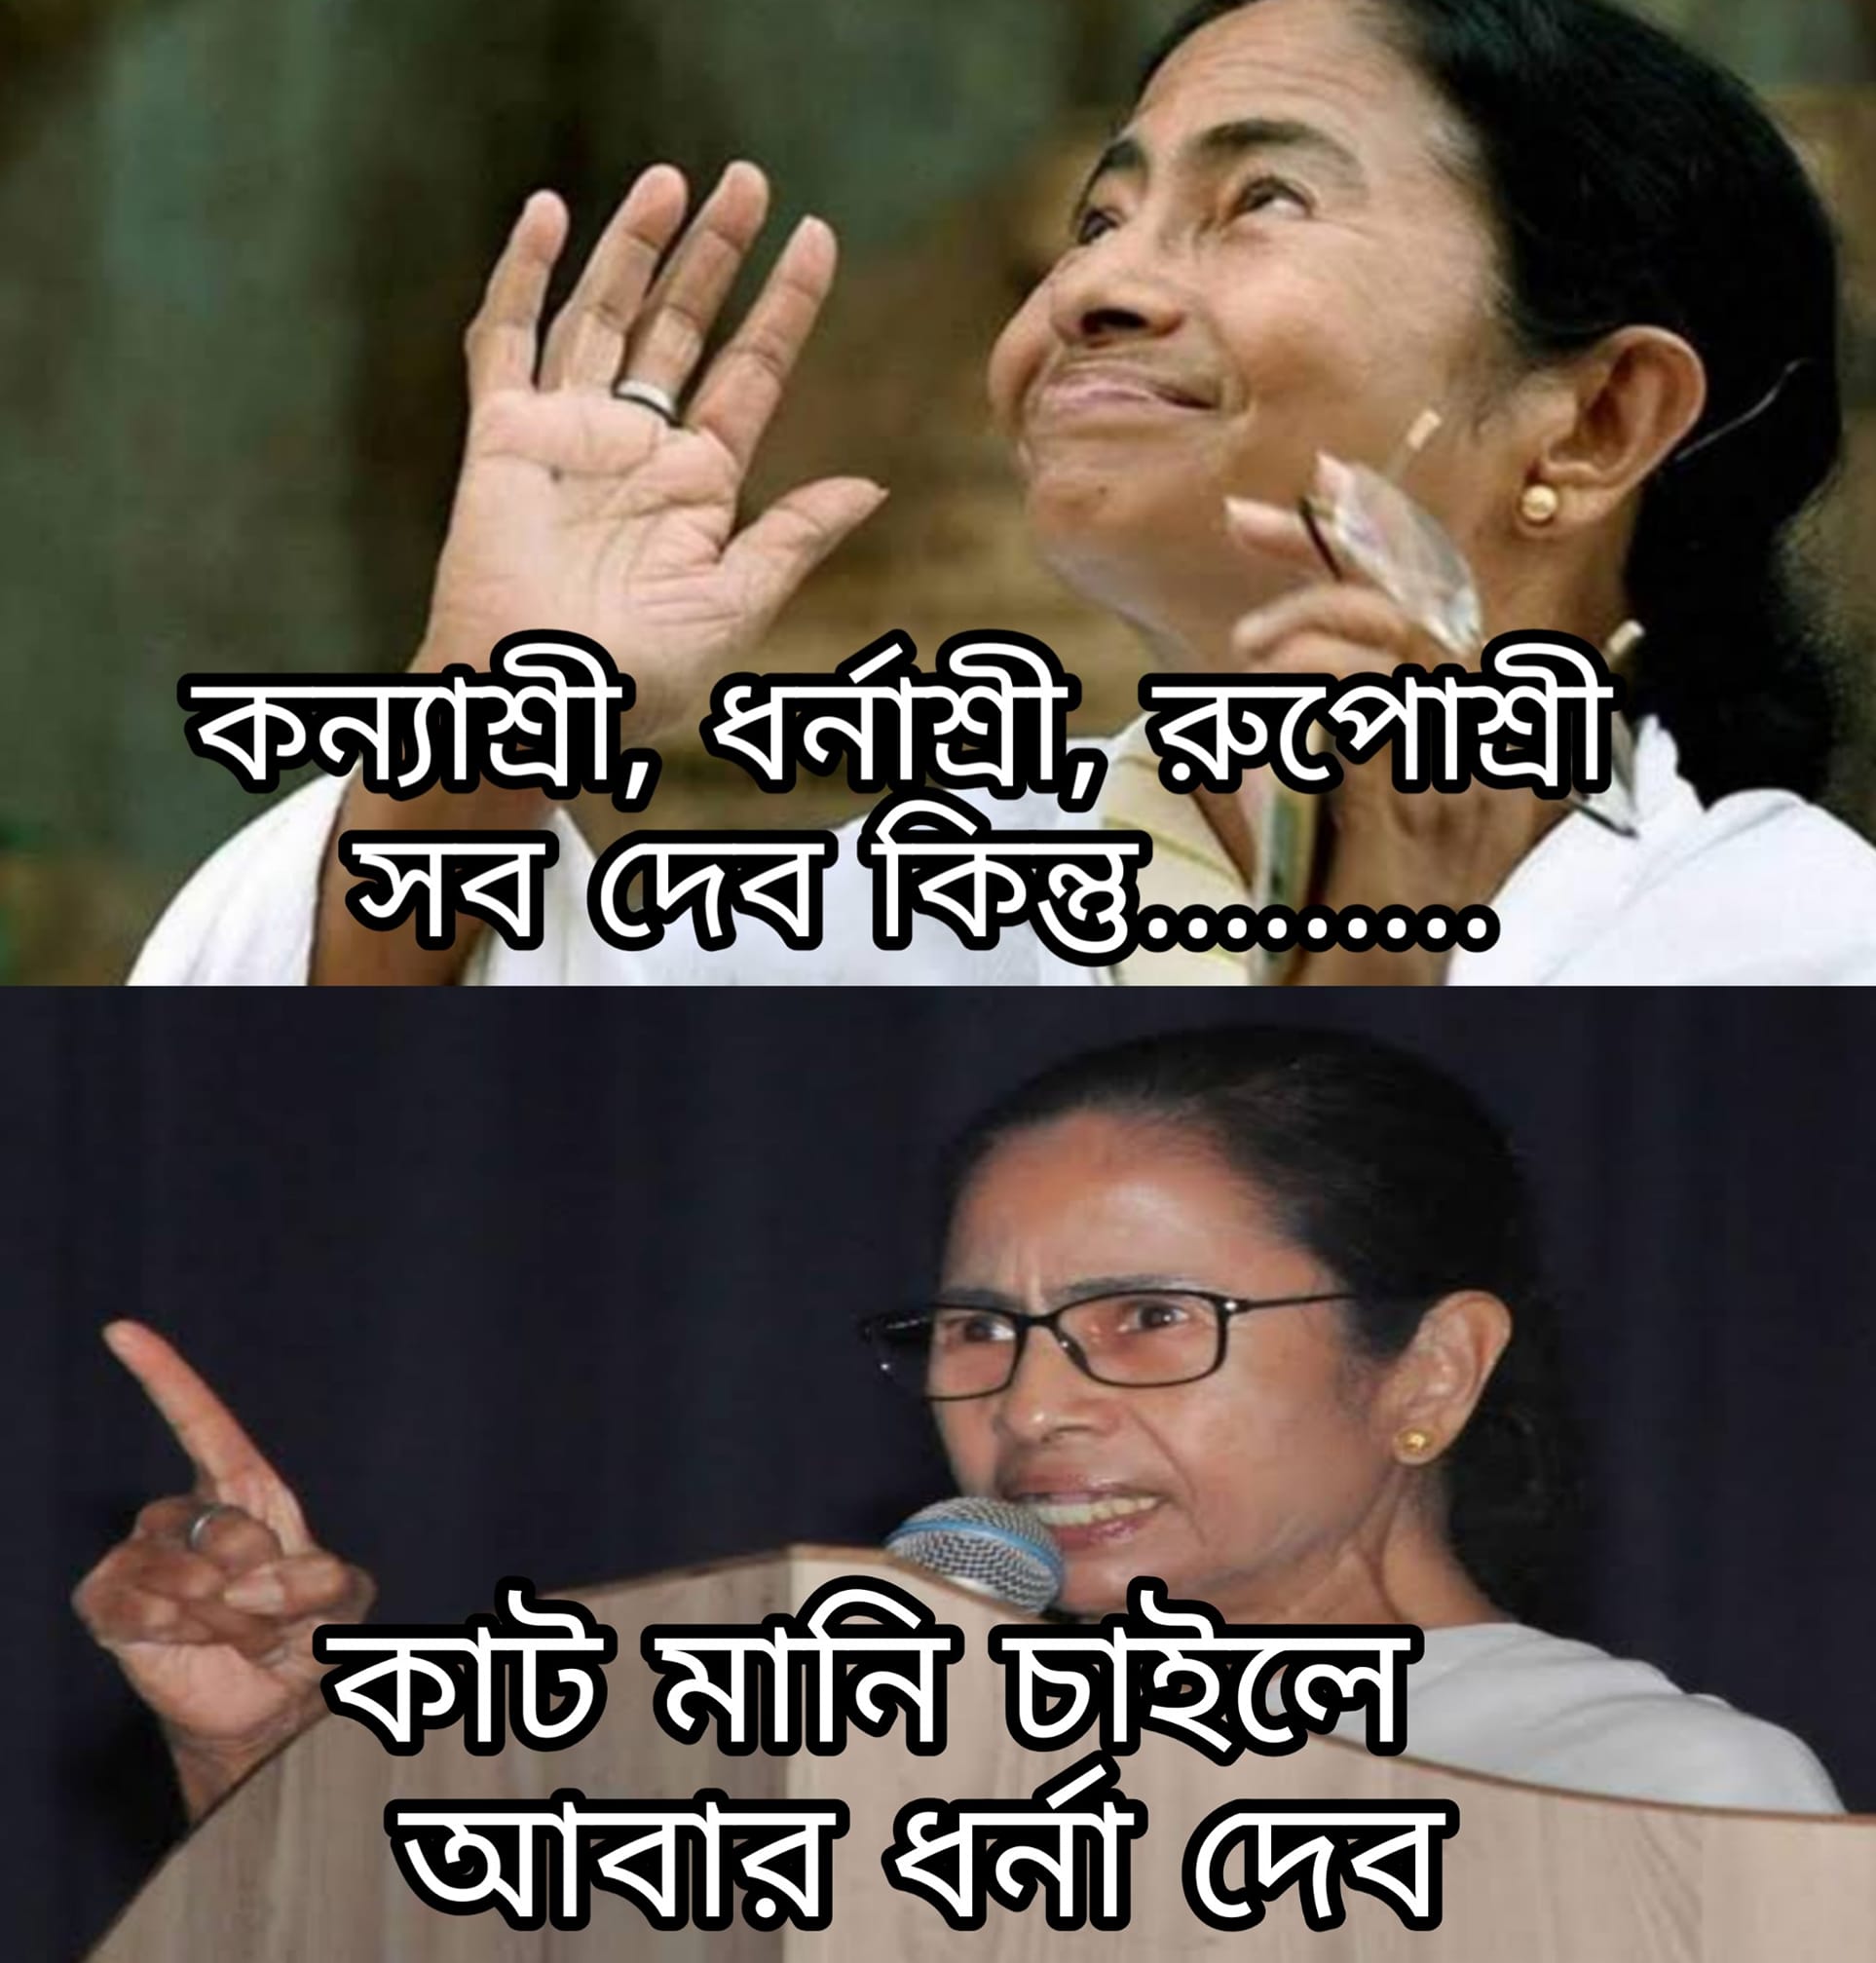 কন্যাশ্রী, ধর্নাশ্রী, রুপোশ্রী
সব দেব কিন্তু.........
কাট মানি চাইলে
আবার ধর্না দেব